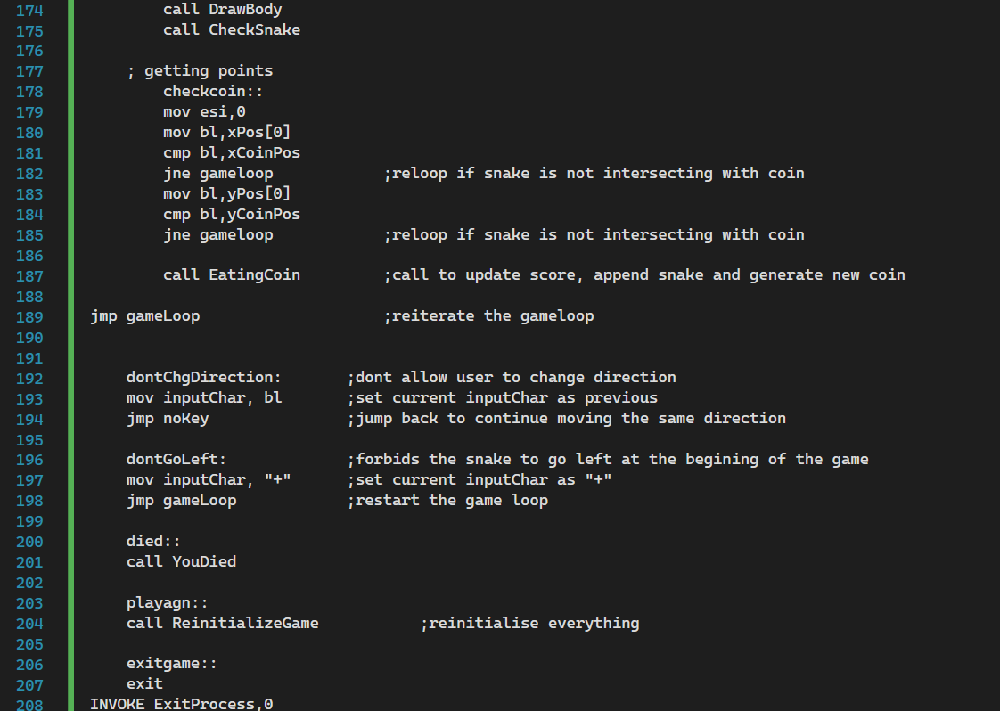 174 call DrawBody
175 call CheckSnake
176
177 ; getting points
178 checkcoin::
179 mov esi,0
180 mov bl,xPos[0]
181 cmp bl,xCoinPos
182 jne gameloop ;reloop if snake is not intersecting with coin
183 mov bl,yPos[0]
184 cmp bl,yCoinPos
185 jne gameloop ;reloop if snake is not intersecting with coin
186
187 call EatingCoin ;call to update score, append snake and generate new coin
188
189 jmp gameLoop ;reiterate the gameloop
190
191
192 dontChgDirection: ;dont allow user to change direction
193 mov inputChar, bl ;set current inputChar as previous
194 jmp noKey ;jump back to continue moving the same direction
195
196 dontGoLeft: ;forbids the snake to go left at the begining of the game
197 mov inputChar, "+" ;set current inputChar as "+"
198 jmp gameLoop ;restart the game loop
199
200 died::
201 call YouDied
202
203 playagn::
204 call ReinitializeGame ;reinitialise everything
205
206 exitgame::
207 exit
208 INVOKE ExitProcess,0